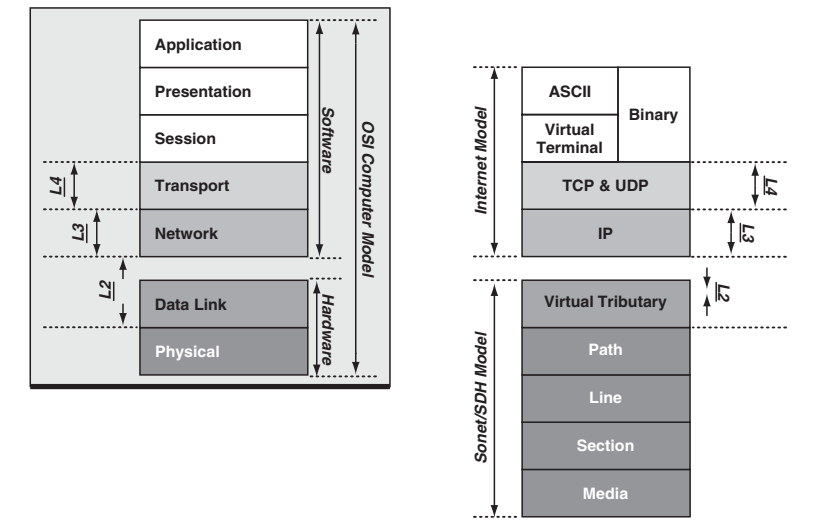 Application
Presentation
Session
Transport
Network
Data Link
Physical
L4
L3
L2
Software
Hardware
OSI Computer Model
Internet Model
ASCII
Virtual
Terminal
Binary
TCP & UDP
IP
L4
L3
L2
Sonet/SDH Model
Virtual Tributary
Path
Line
Section
Media